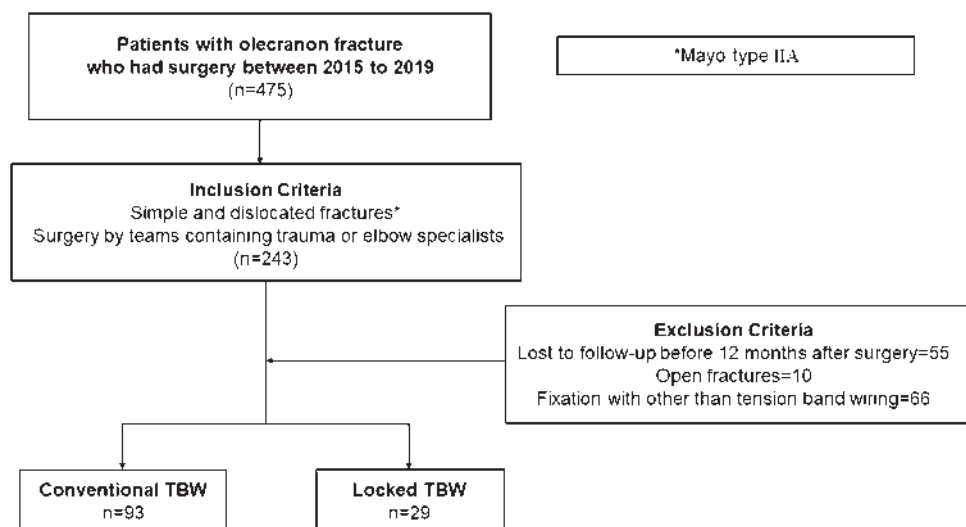 Patients with olecranon fracture
who had surgery between 2015 to 2019
(n=475)
*Mayo type IIA
Inclusion Criteria
Simple and dislocated fractures*
Surgery by teams containing trauma or elbow specialists
(n=243)
Exclusion Criteria
Lost to follow-up before 12 months after surgery=55
Open fractures=10
Fixation with other than tension band wiring=66
Conventional TBW
n=93
Locked TBW
n=29